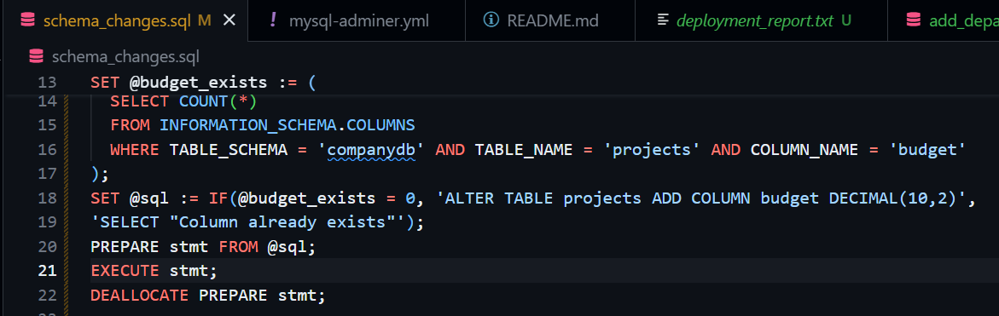 schema_changes.sql M mysql-adminer.yml README.md deployment_report.txt U add_depa
schema_changes.sql
13 SET @budget_exists := (
14 SELECT COUNT(*)
15 FROM INFORMATION_SCHEMA.COLUMNS
16 WHERE TABLE_SCHEMA = 'companydb' AND TABLE_NAME = 'projects' AND COLUMN_NAME = 'budget'
17 );
18 SET @sql := IF(@budget_exists = 0, 'ALTER TABLE projects ADD COLUMN budget DECIMAL(10,2)',
19 'SELECT "Column already exists"');
20 PREPARE stmt FROM @sql;
21 EXECUTE stmt;
22 DEALLOCATE PREPARE stmt;